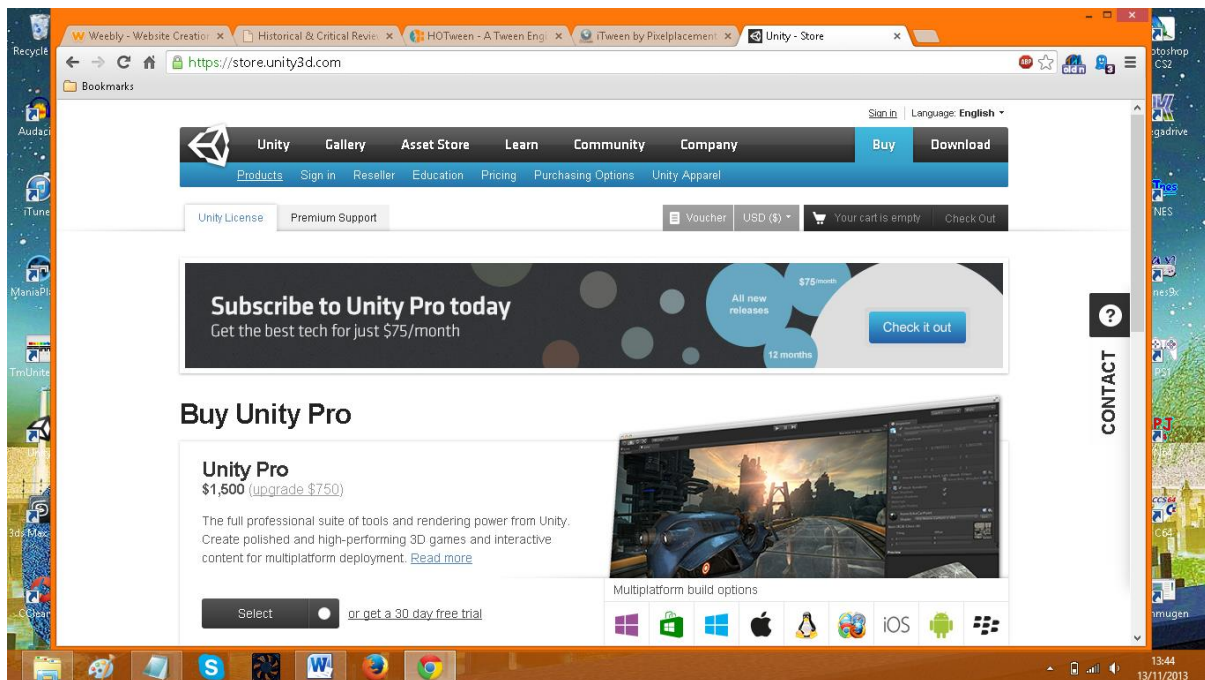 Weebly - Website Creation
Historical & Critical Review
HOTween - A Tween Engi
iTween by Pixelplacement
Unity - Store
https://store.unity3d.com
Bookmarks
Sign in
Language: English
Unity
Gallery
Asset Store
Learn
Community
Company
Buy
Download
Products
Sign in
Reseller
Education
Pricing
Purchasing Options
Unity Apparel
Unity License
Premium Support
Voucher
USD ($)
Your cart is empty
Check Out
Subscribe to Unity Pro today
Get the best tech for just $75/month
All new
releases
$75/month
12 months
Check it out
CONTACT
Buy Unity Pro
Unity Pro
$1,500 (upgrade $750)
The full professional suite of tools and rendering power from Unity.
Create polished and high-performing 3D games and interactive
content for multiplatform deployment. Read more
Select
or get a 30 day free trial
Multiplatform build options
iOS
Recycle
Audaci
iTune
ManiaPl
TmUnite
3ds Max
CClean
otoshop
CS2
egadrive
NES
nes9x
PS1
C64
nmugen
13:44
13/11/2013